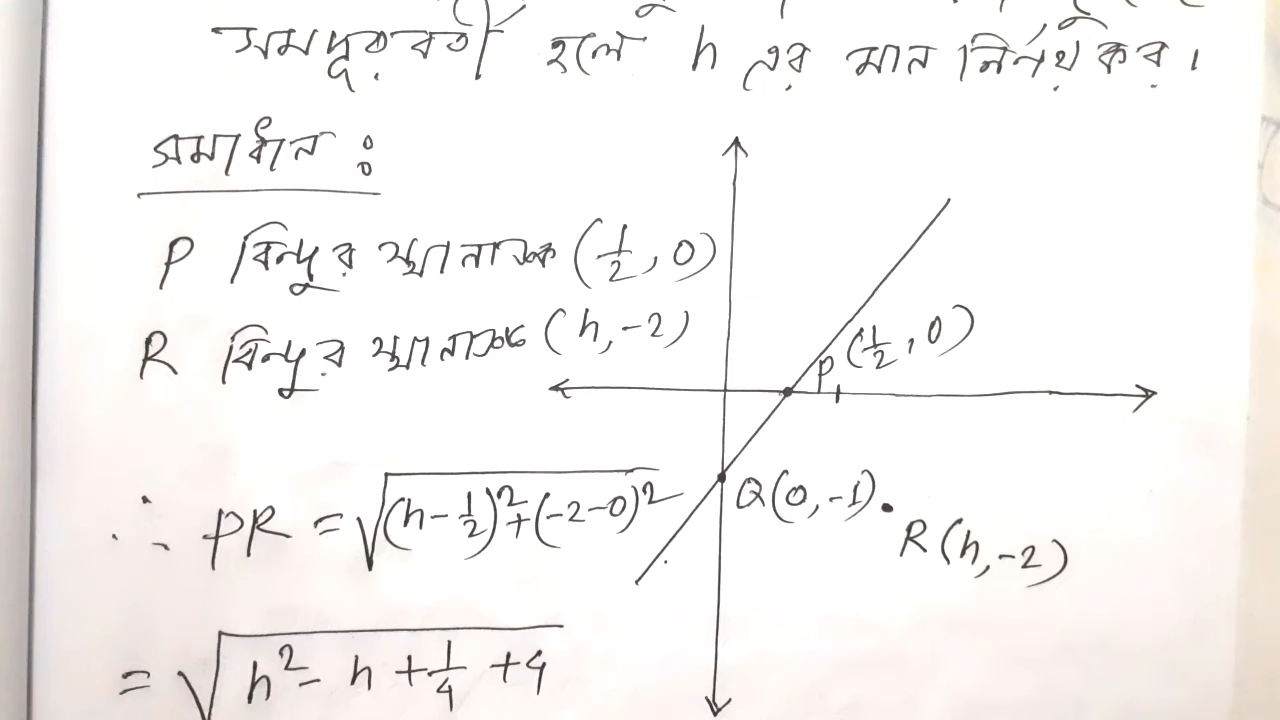 সমদূরবর্তী হলে h এর মান নির্ণয় কর।
সমাধান :
P বিন্দুর স্থানাঙ্ক (1/2, 0)
R বিন্দুর স্থানাঙ্ক (h, -2)
P (1/2, 0)
Q(0, -1)
R(h, -2)
∴ PR = √((h - 1/2)² + (-2-0)²)
= √(h² - h + 1/4 + 4)